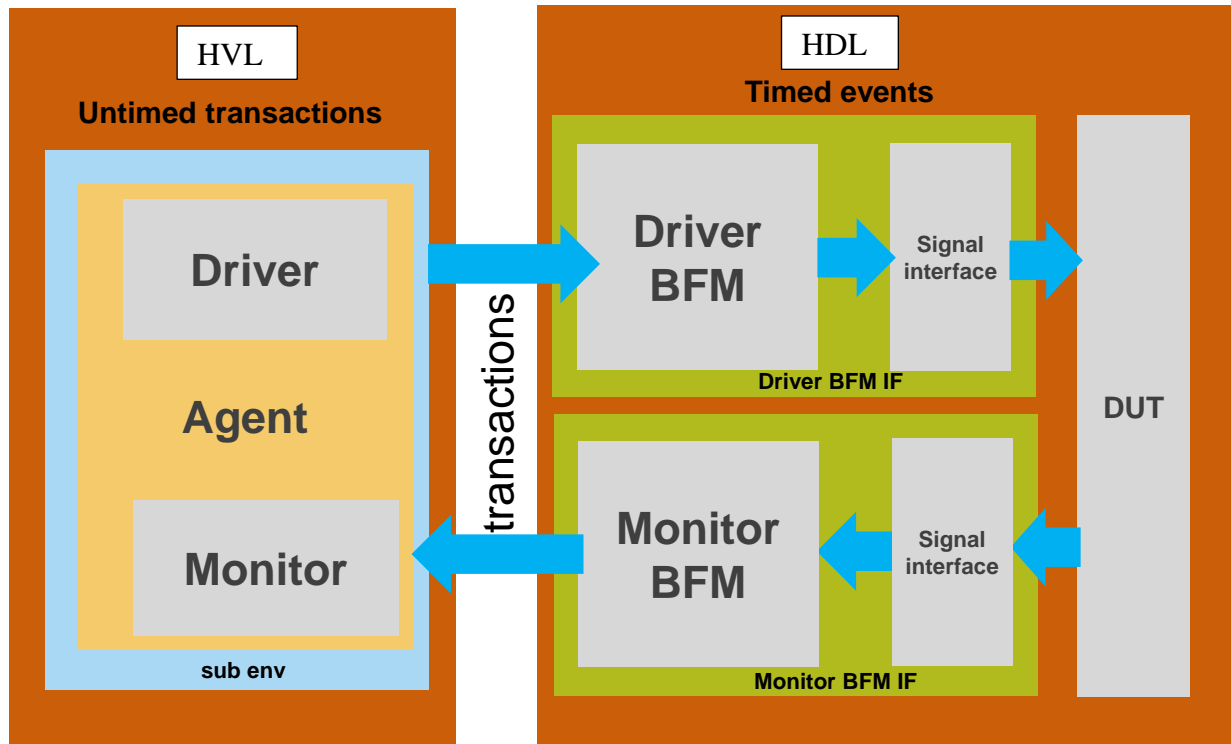 HVL
Untimed transactions
Driver
Agent
Monitor
sub env
transactions
HDL
Timed events
Driver
BFM
Signal
interface
Driver BFM IF
Monitor
BFM
Signal
interface
Monitor BFM IF
DUT